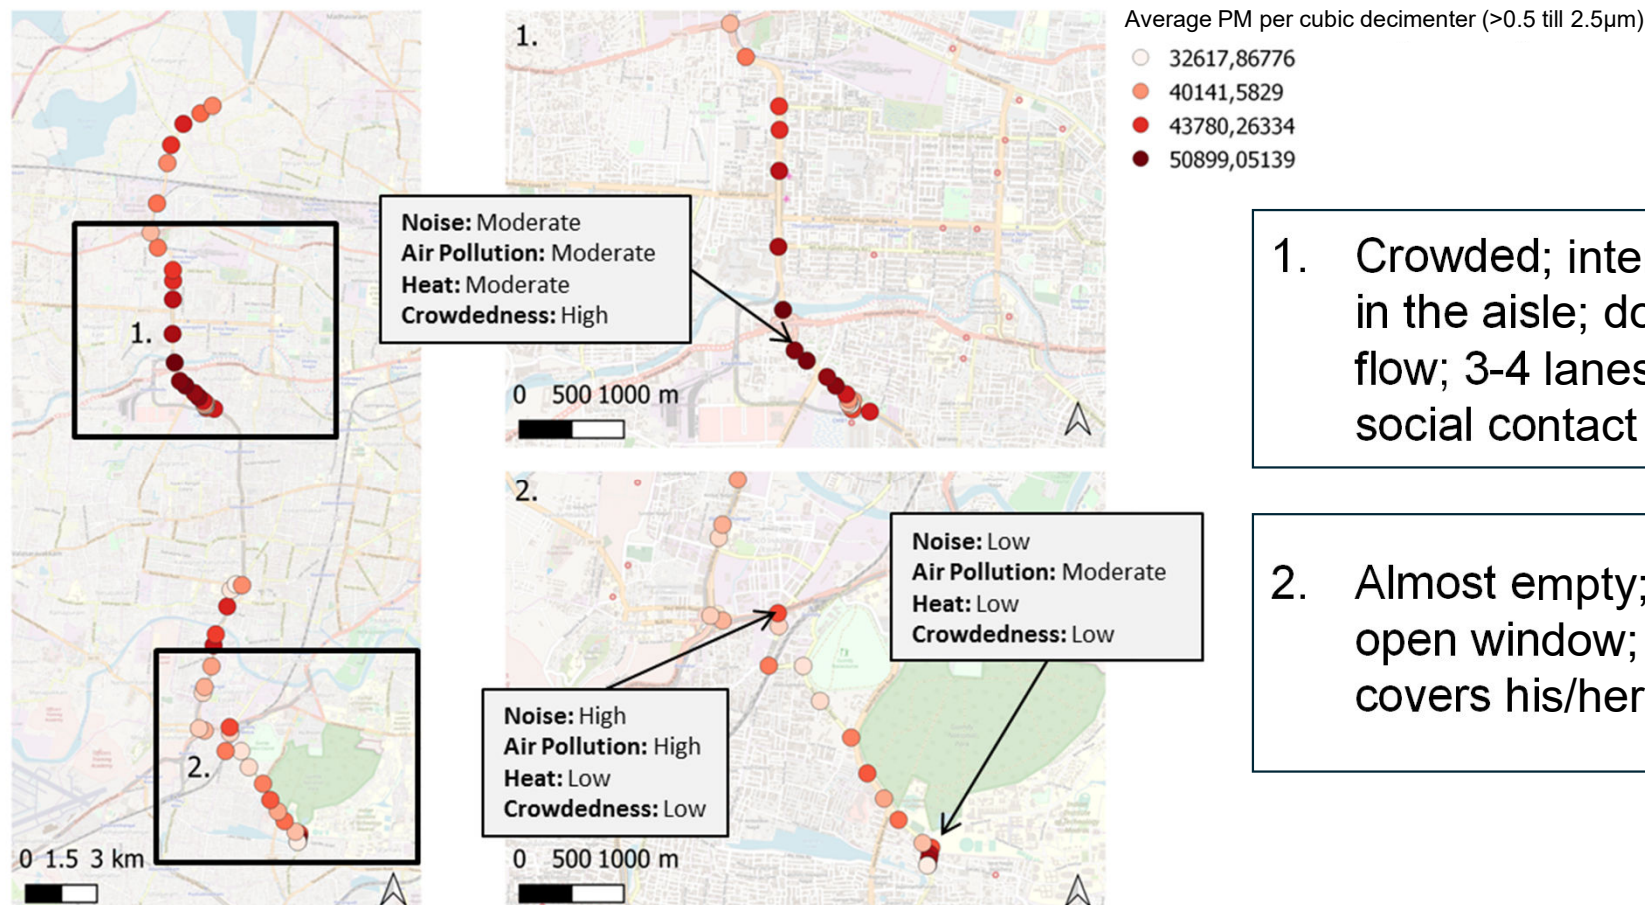 Average PM per cubic decimenter (>0.5 till 2.5µm)
32617,86776
40141,5829
43780,26334
50899,05139
1.
Noise: Moderate
Air Pollution: Moderate
Heat: Moderate
Crowdedness: High
1.
0 500 1000 m
2.
Noise: Low
Air Pollution: Moderate
Heat: Low
Crowdedness: Low
Noise: High
Air Pollution: High
Heat: Low
Crowdedness: Low
2.
0 1.5 3 km
0 500 1000 m
1. Crowded; inte
in the aisle; do
flow; 3-4 lanes
social contact
2. Almost empty;
open window;
covers his/her